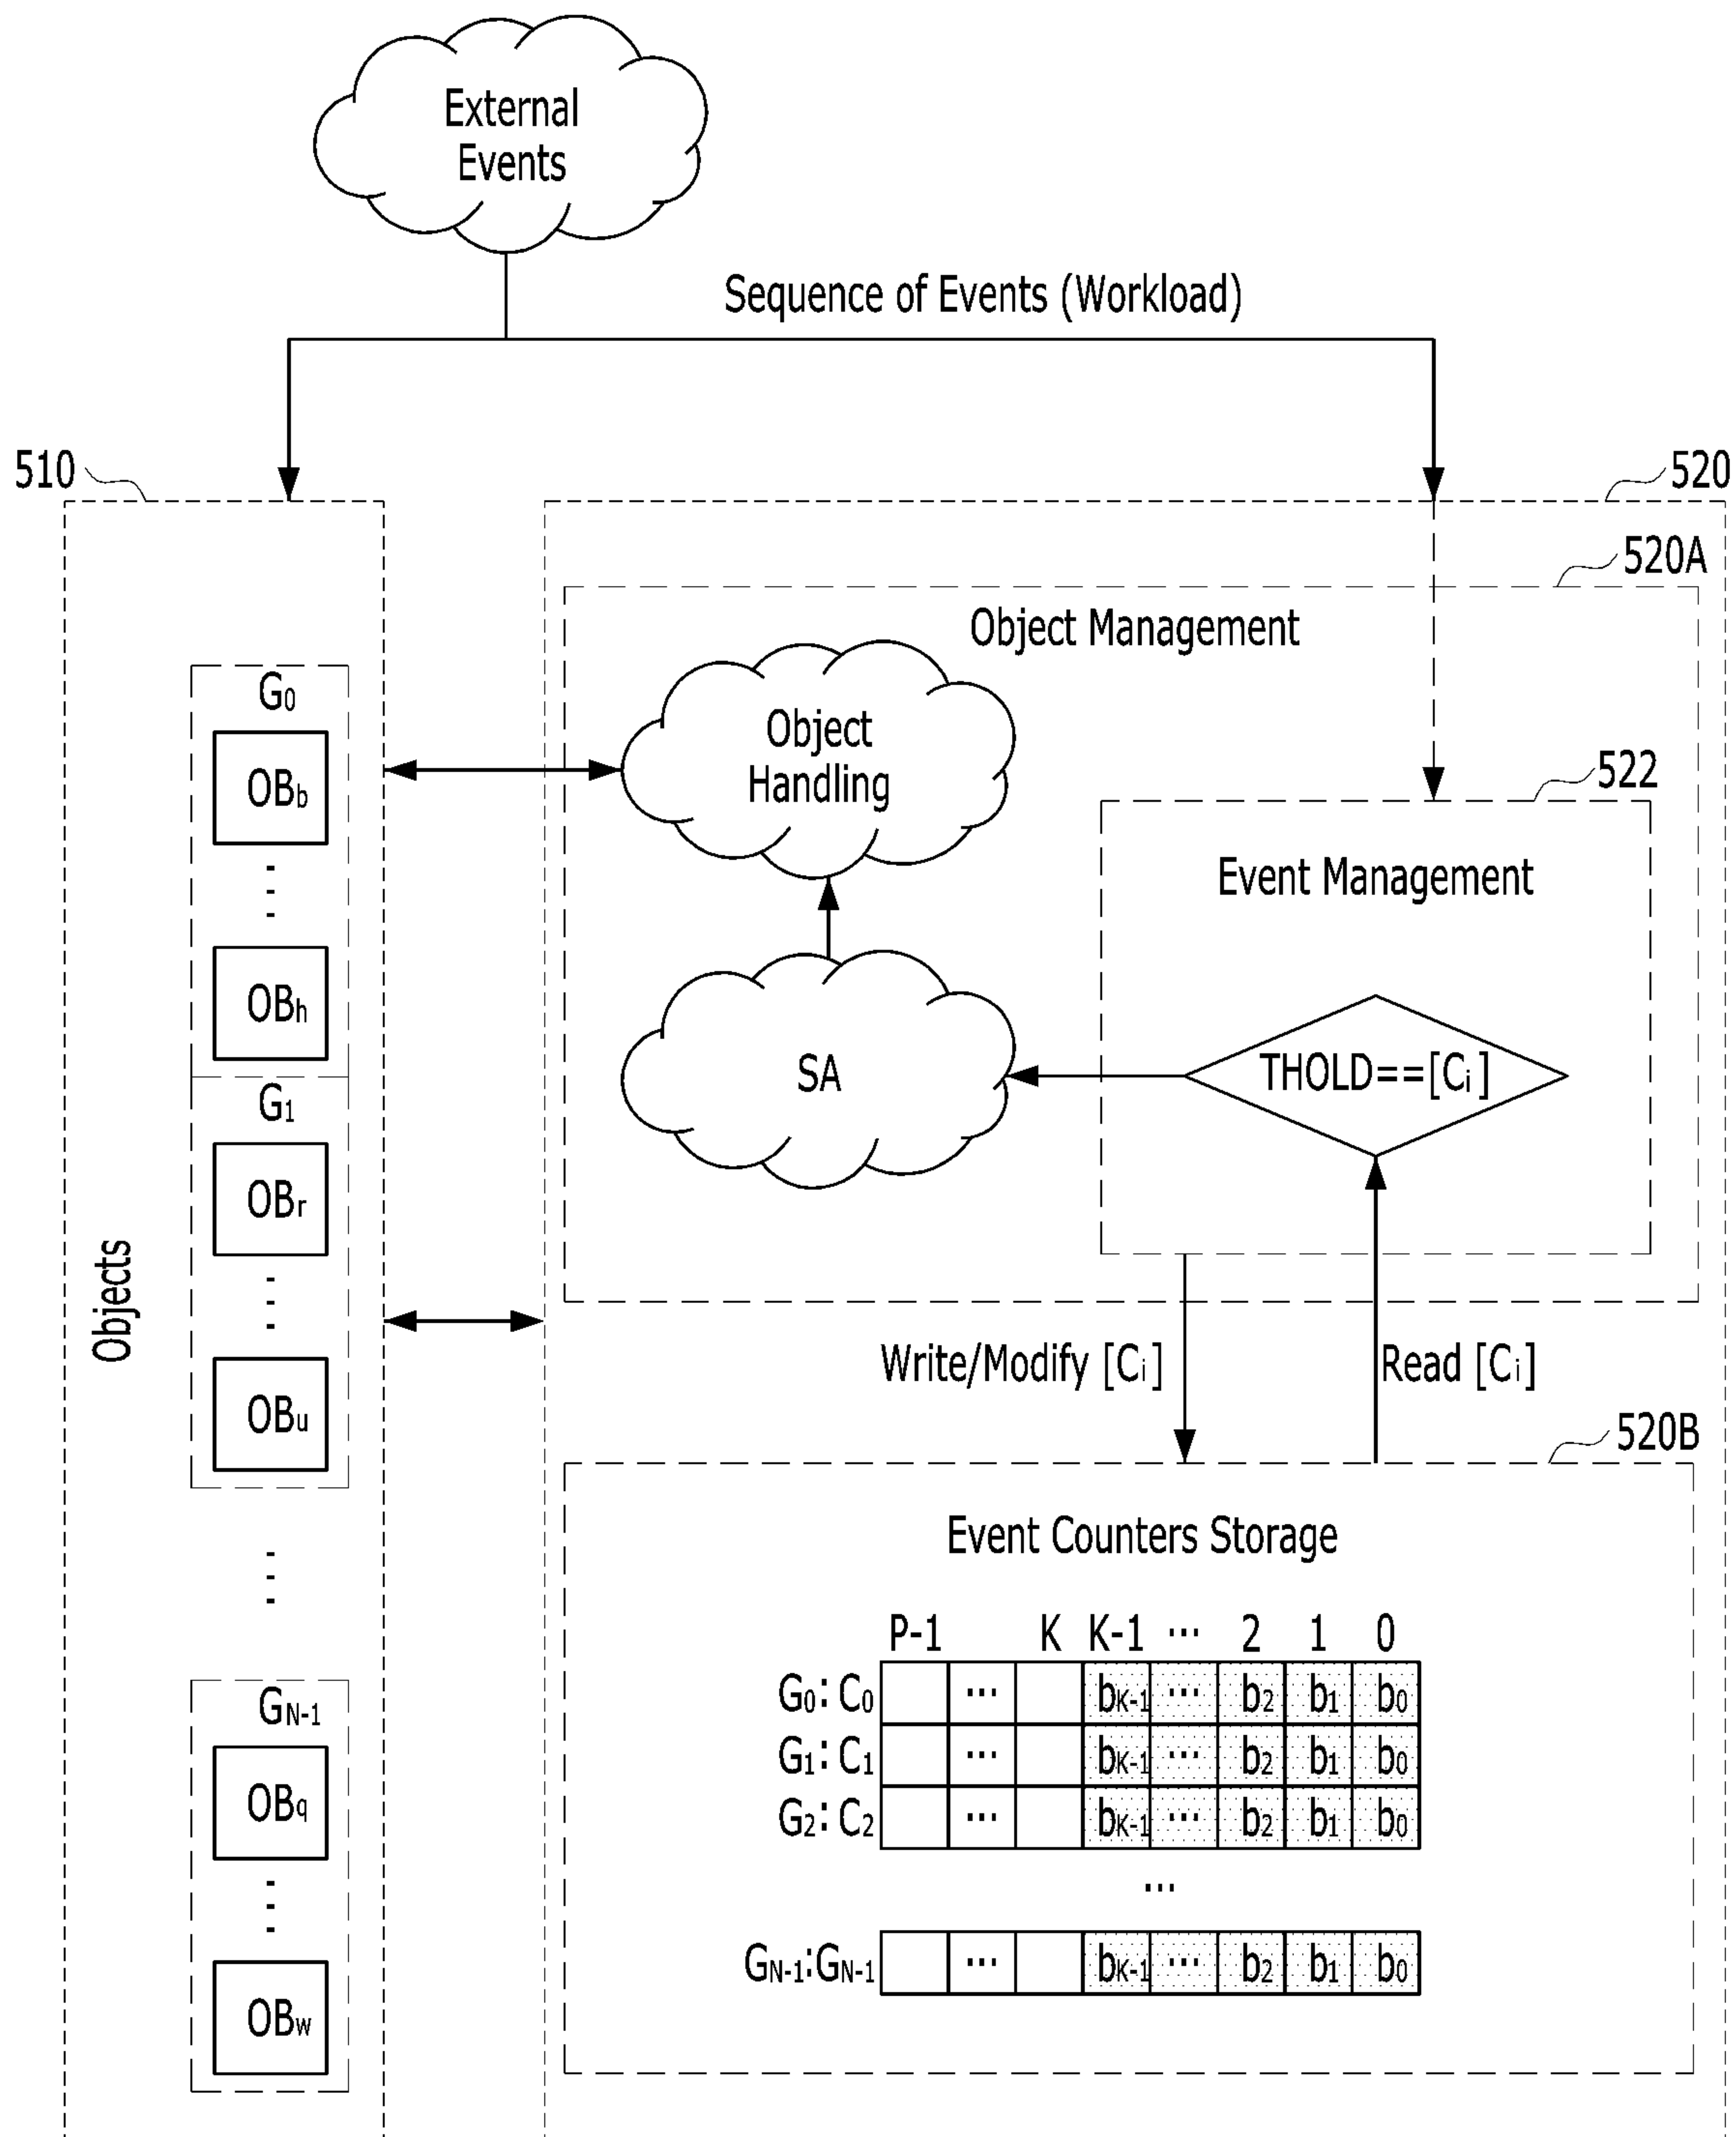 External
Events
Sequence of Events (Workload)
510
520
520A
Object Management
G0
OBb
⋮
OBh
G1
OBr
⋮
OBu
⋮
GN-1
OBq
⋮
OBw
Objects
Object
Handling
522
Event Management
SA
THOLD==[Ci]
Write/Modify [Ci]
Read [Ci]
520B
Event Counters Storage
P-1 K K-1 ... 2 1 0
G0: C0 ... bK-1 ... b2 b1 b0
G1: C1 ... bK-1 ... b2 b1 b0
G2: C2 ... bK-1 ... b2 b1 b0
...
GN-1:GN-1 ... bK-1 ... b2 b1 b0